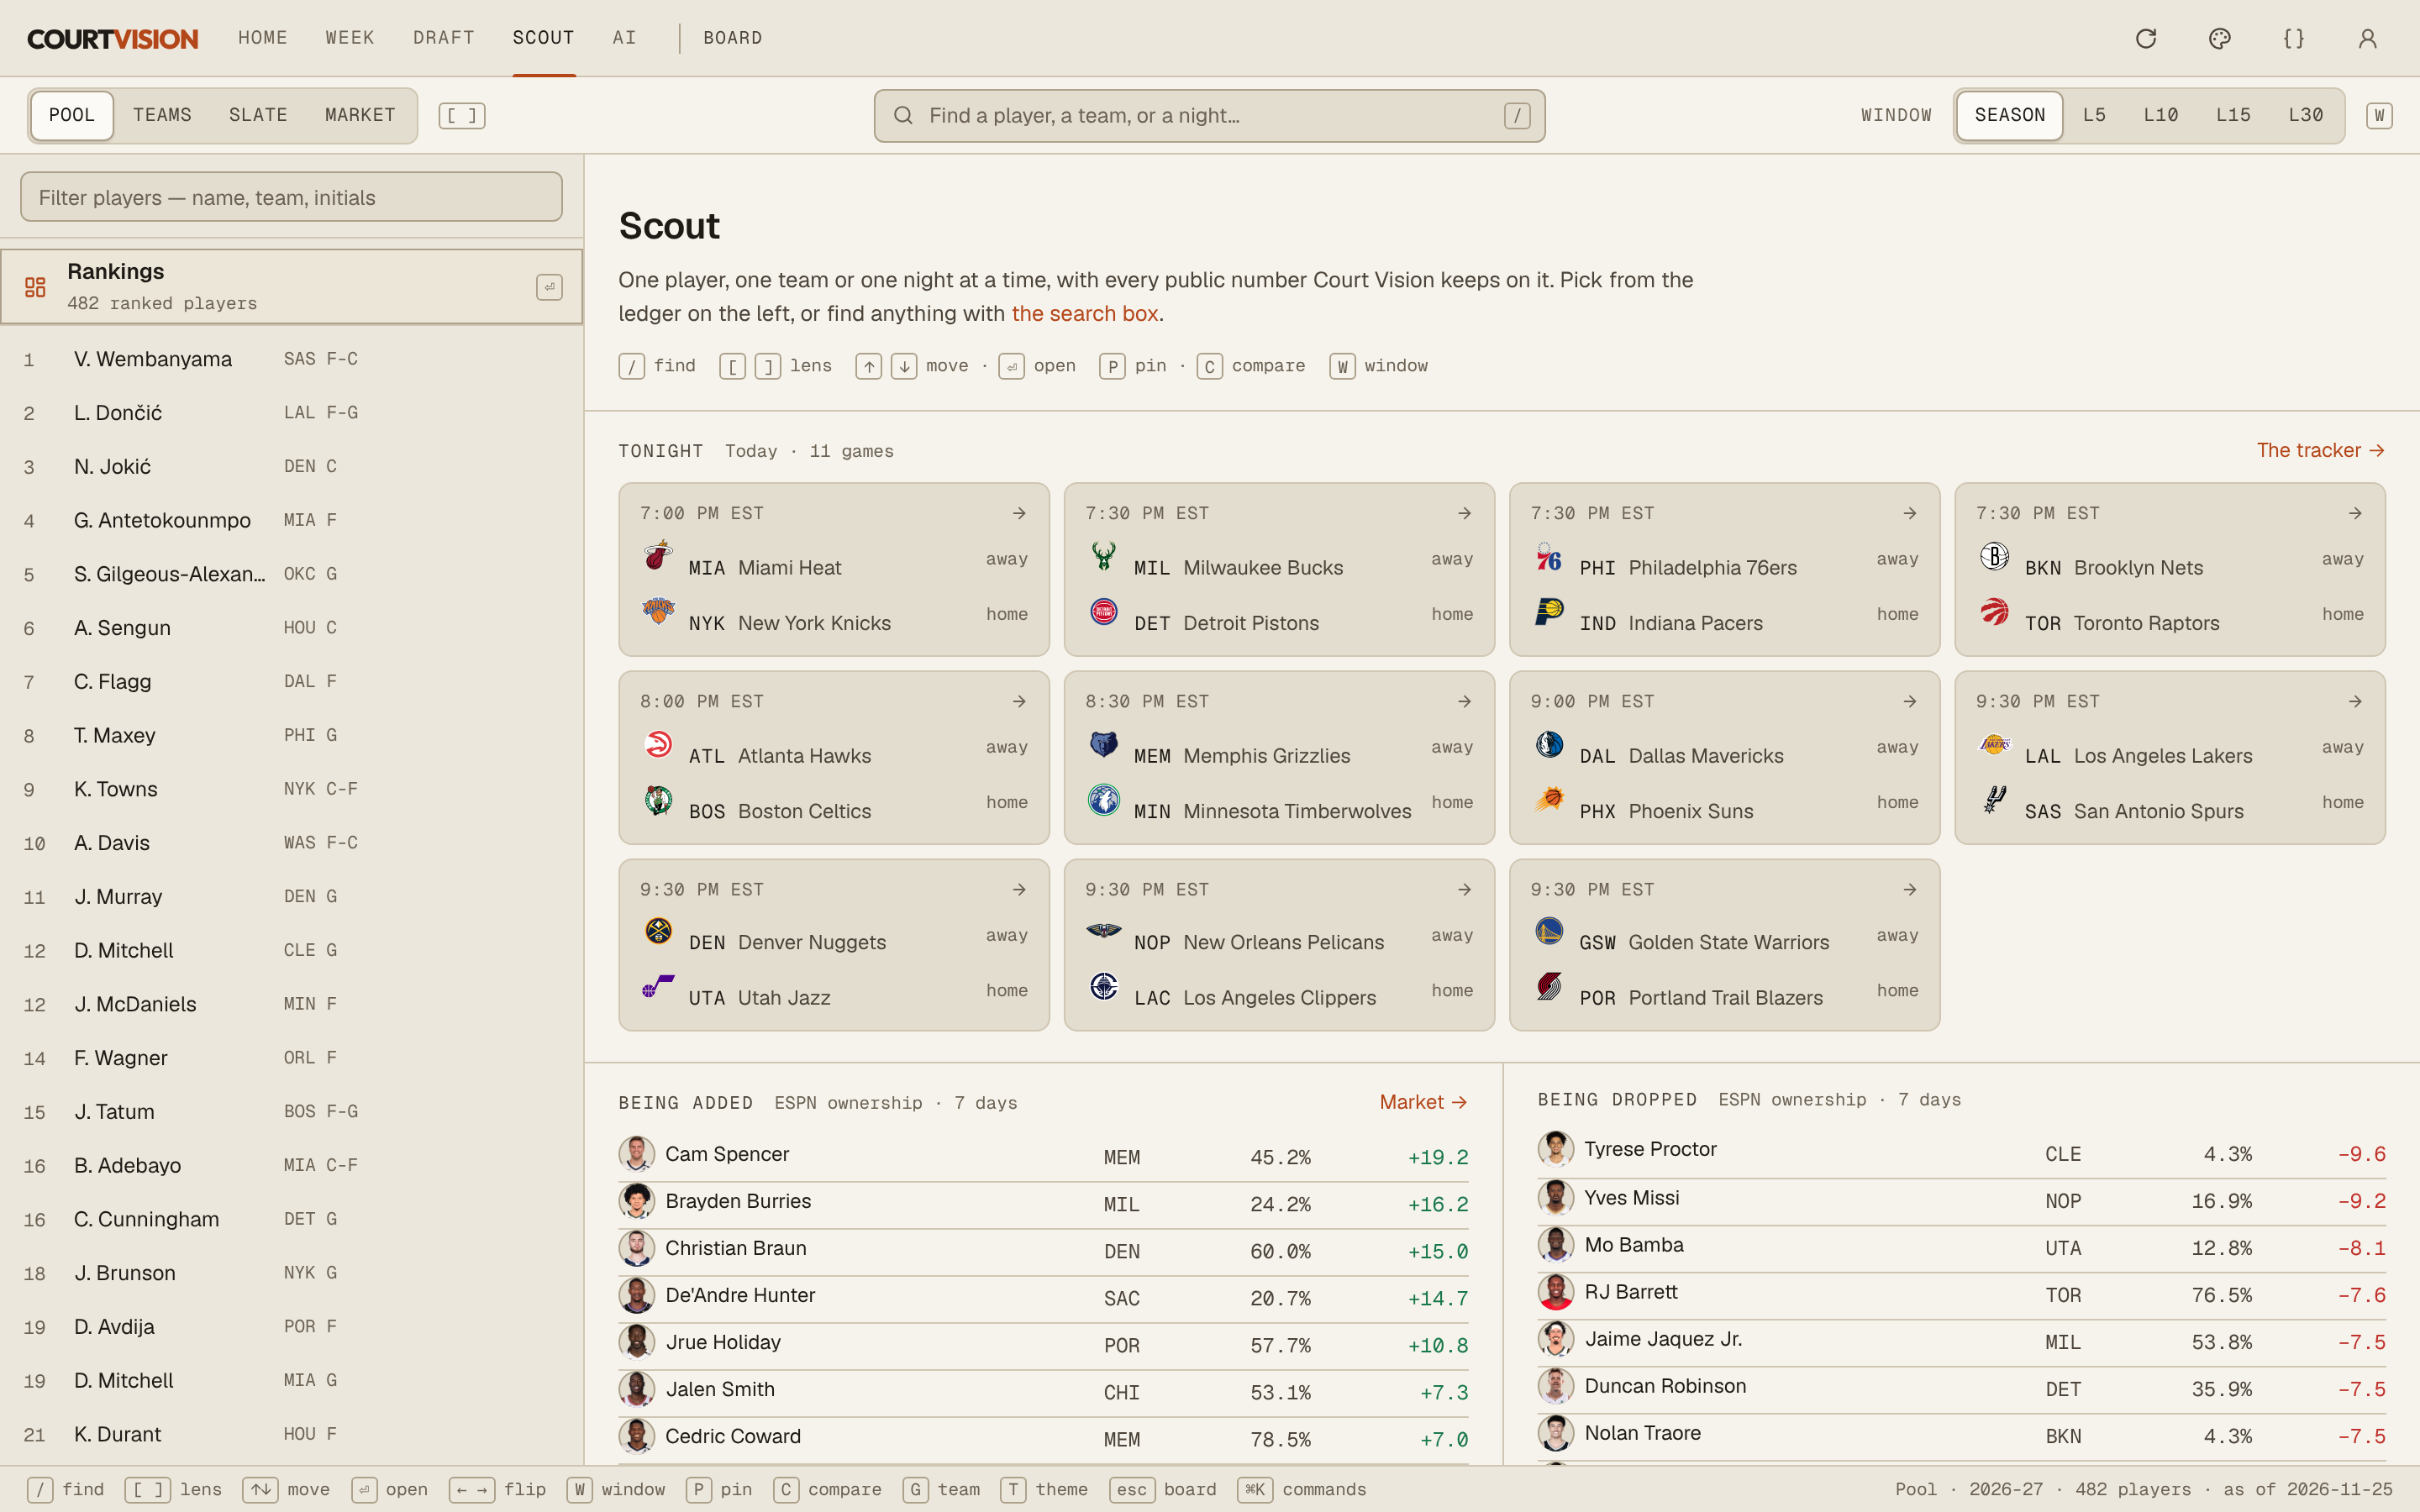 COURTVISION HOME WEEK DRAFT SCOUT AI BOARD { }
POOL TEAMS SLATE MARKET [ ] Find a player, a team, or a night… / WINDOW SEASON L5 L10 L15 L30 W
Filter players — name, team, initials
Rankings
482 ranked players ⏎
1 V. Wembanyama SAS F-C
2 L. Dončić LAL F-G
3 N. Jokić DEN C
4 G. Antetokounmpo MIA F
5 S. Gilgeous-Alexan… OKC G
6 A. Sengun HOU C
7 C. Flagg DAL F
8 T. Maxey PHI G
9 K. Towns NYK C-F
10 A. Davis WAS F-C
11 J. Murray DEN G
12 D. Mitchell CLE G
12 J. McDaniels MIN F
14 F. Wagner ORL F
15 J. Tatum BOS F-G
16 B. Adebayo MIA C-F
16 C. Cunningham DET G
18 J. Brunson NYK G
19 D. Avdija POR F
19 D. Mitchell MIA G
21 K. Durant HOU F
Scout
One player, one team or one night at a time, with every public number Court Vision keeps on it. Pick from the
ledger on the left, or find anything with the search box.
/ find [ ] lens ↑ ↓ move · ⏎ open P pin · C compare W window
TONIGHT Today · 11 games The tracker →
7:00 PM EST →
MIA Miami Heat away
NYK New York Knicks home
7:30 PM EST →
MIL Milwaukee Bucks away
DET Detroit Pistons home
7:30 PM EST →
PHI Philadelphia 76ers away
IND Indiana Pacers home
7:30 PM EST →
BKN Brooklyn Nets away
TOR Toronto Raptors home
8:00 PM EST →
ATL Atlanta Hawks away
BOS Boston Celtics home
8:30 PM EST →
MEM Memphis Grizzlies away
MIN Minnesota Timberwolves home
9:00 PM EST →
DAL Dallas Mavericks away
PHX Phoenix Suns home
9:30 PM EST →
LAL Los Angeles Lakers away
SAS San Antonio Spurs home
9:30 PM EST →
DEN Denver Nuggets away
UTA Utah Jazz home
9:30 PM EST →
NOP New Orleans Pelicans away
LAC Los Angeles Clippers home
9:30 PM EST →
GSW Golden State Warriors away
POR Portland Trail Blazers home
BEING ADDED ESPN ownership · 7 days Market →
Cam Spencer MEM 45.2% +19.2
Brayden Burries MIL 24.2% +16.2
Christian Braun DEN 60.0% +15.0
De'Andre Hunter SAC 20.7% +14.7
Jrue Holiday POR 57.7% +10.8
Jalen Smith CHI 53.1% +7.3
Cedric Coward MEM 78.5% +7.0
BEING DROPPED ESPN ownership · 7 days
Tyrese Proctor CLE 4.3% −9.6
Yves Missi NOP 16.9% −9.2
Mo Bamba UTA 12.8% −8.1
RJ Barrett TOR 76.5% −7.6
Jaime Jaquez Jr. MIL 53.8% −7.5
Duncan Robinson DET 35.9% −7.5
Nolan Traore BKN 4.3% −7.5
/ find [ ] lens ↑↓ move ⏎ open ← → flip W window P pin C compare G team T theme esc board ⌘K commands Pool · 2026-27 · 482 players · as of 2026-11-25